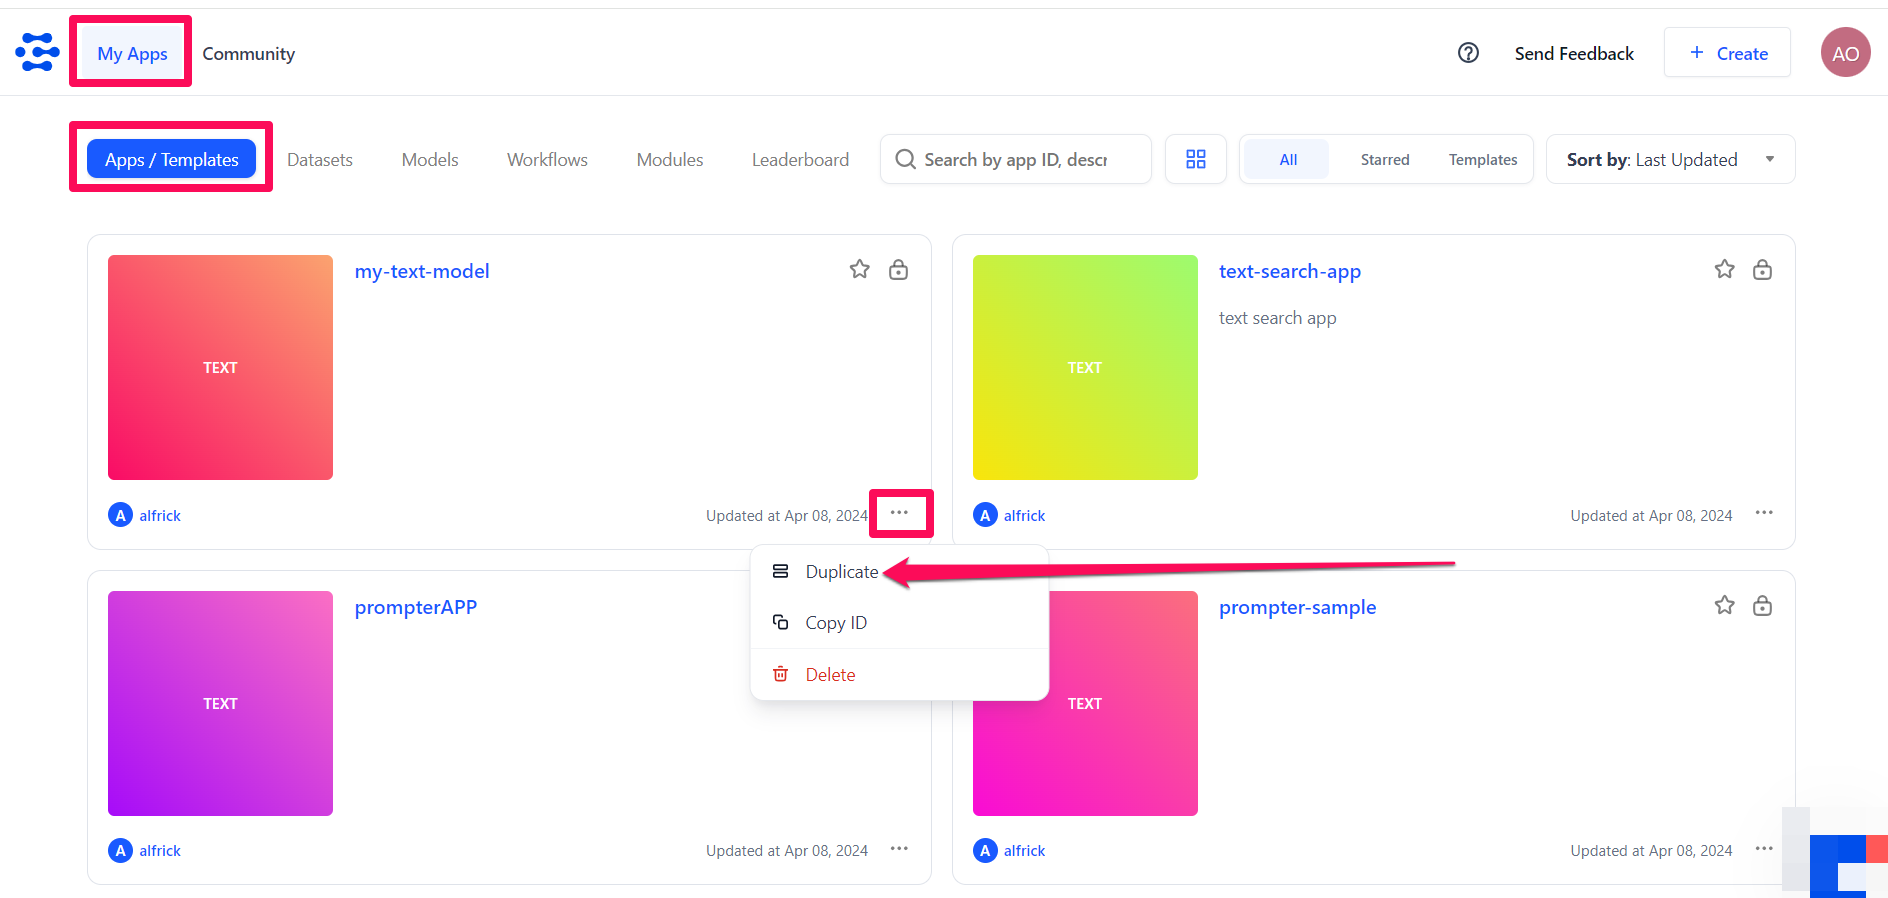 My Apps
Community
Send Feedback
+ Create
AO
Apps / Templates
Datasets
Models
Workflows
Modules
Leaderboard
Search by app ID, descr
All
Starred
Templates
Sort by: Last Updated
TEXT
my-text-model
A alfrick
Updated at Apr 08, 2024
TEXT
text-search-app
text search app
A alfrick
Updated at Apr 08, 2024
Duplicate
Copy ID
Delete
TEXT
prompterAPP
A alfrick
Updated at Apr 08, 2024
TEXT
prompter-sample
A alfrick
Updated at Apr 08, 2024